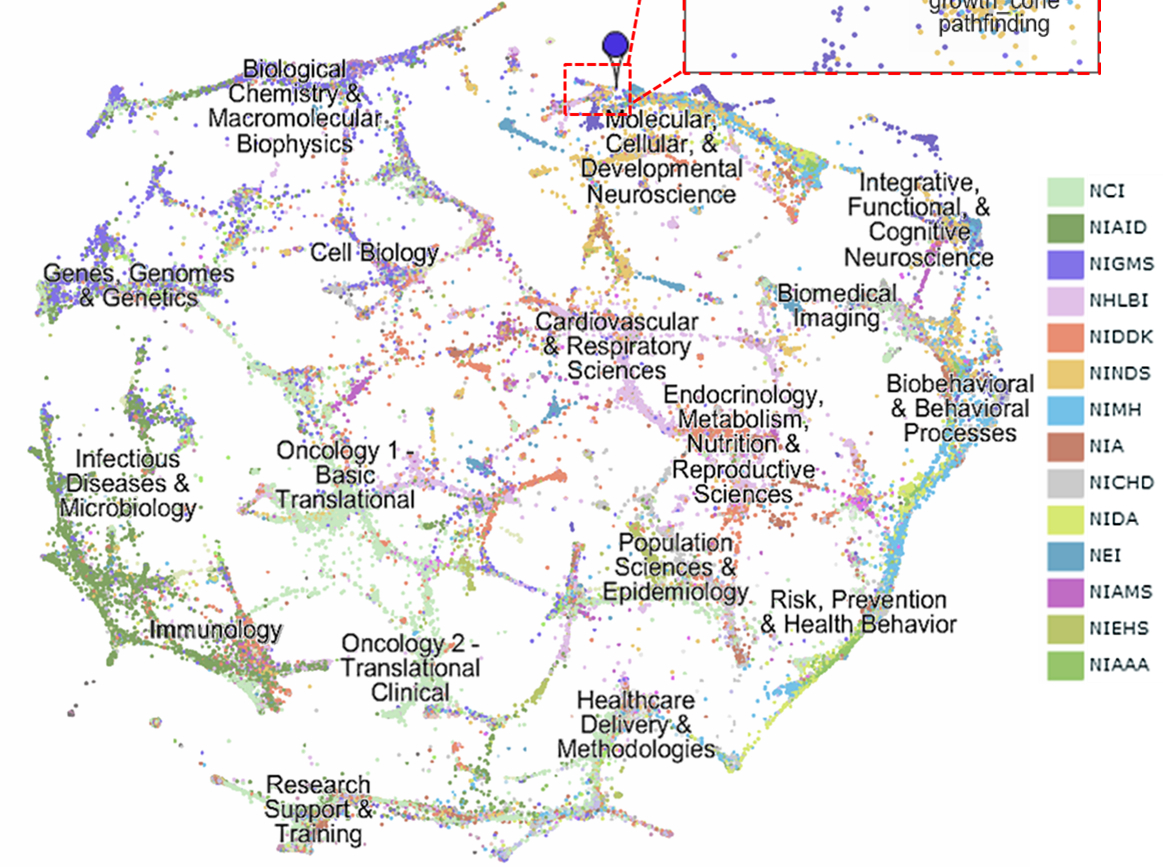 growth_cone
pathfinding
Biological
Chemistry &
Macromolecular
Biophysics
Molecular,
Cellular, &
Developmental
Neuroscience
Integrative,
Functional, &
Cognitive
Neuroscience
Cell Biology
Genes, Genomes
& Genetics
Biomedical
Imaging
Cardiovascular
& Respiratory
Sciences
Biobehavioral
& Behavioral
Processes
Endocrinology,
Metabolism,
Nutrition &
Reproductive
Sciences
Oncology 1 -
Basic
Translational
Infectious
Diseases &
Microbiology
Population
Sciences &
Epidemiology
Risk, Prevention
& Health Behavior
Immunology
Oncology 2 -
Translational
Clinical
Healthcare
Delivery &
Methodologies
Research
Support &
Training
NCI
NIAID
NIGMS
NHLBI
NIDDK
NINDS
NIMH
NIA
NICHD
NIDA
NEI
NIAMS
NIEHS
NIAAA